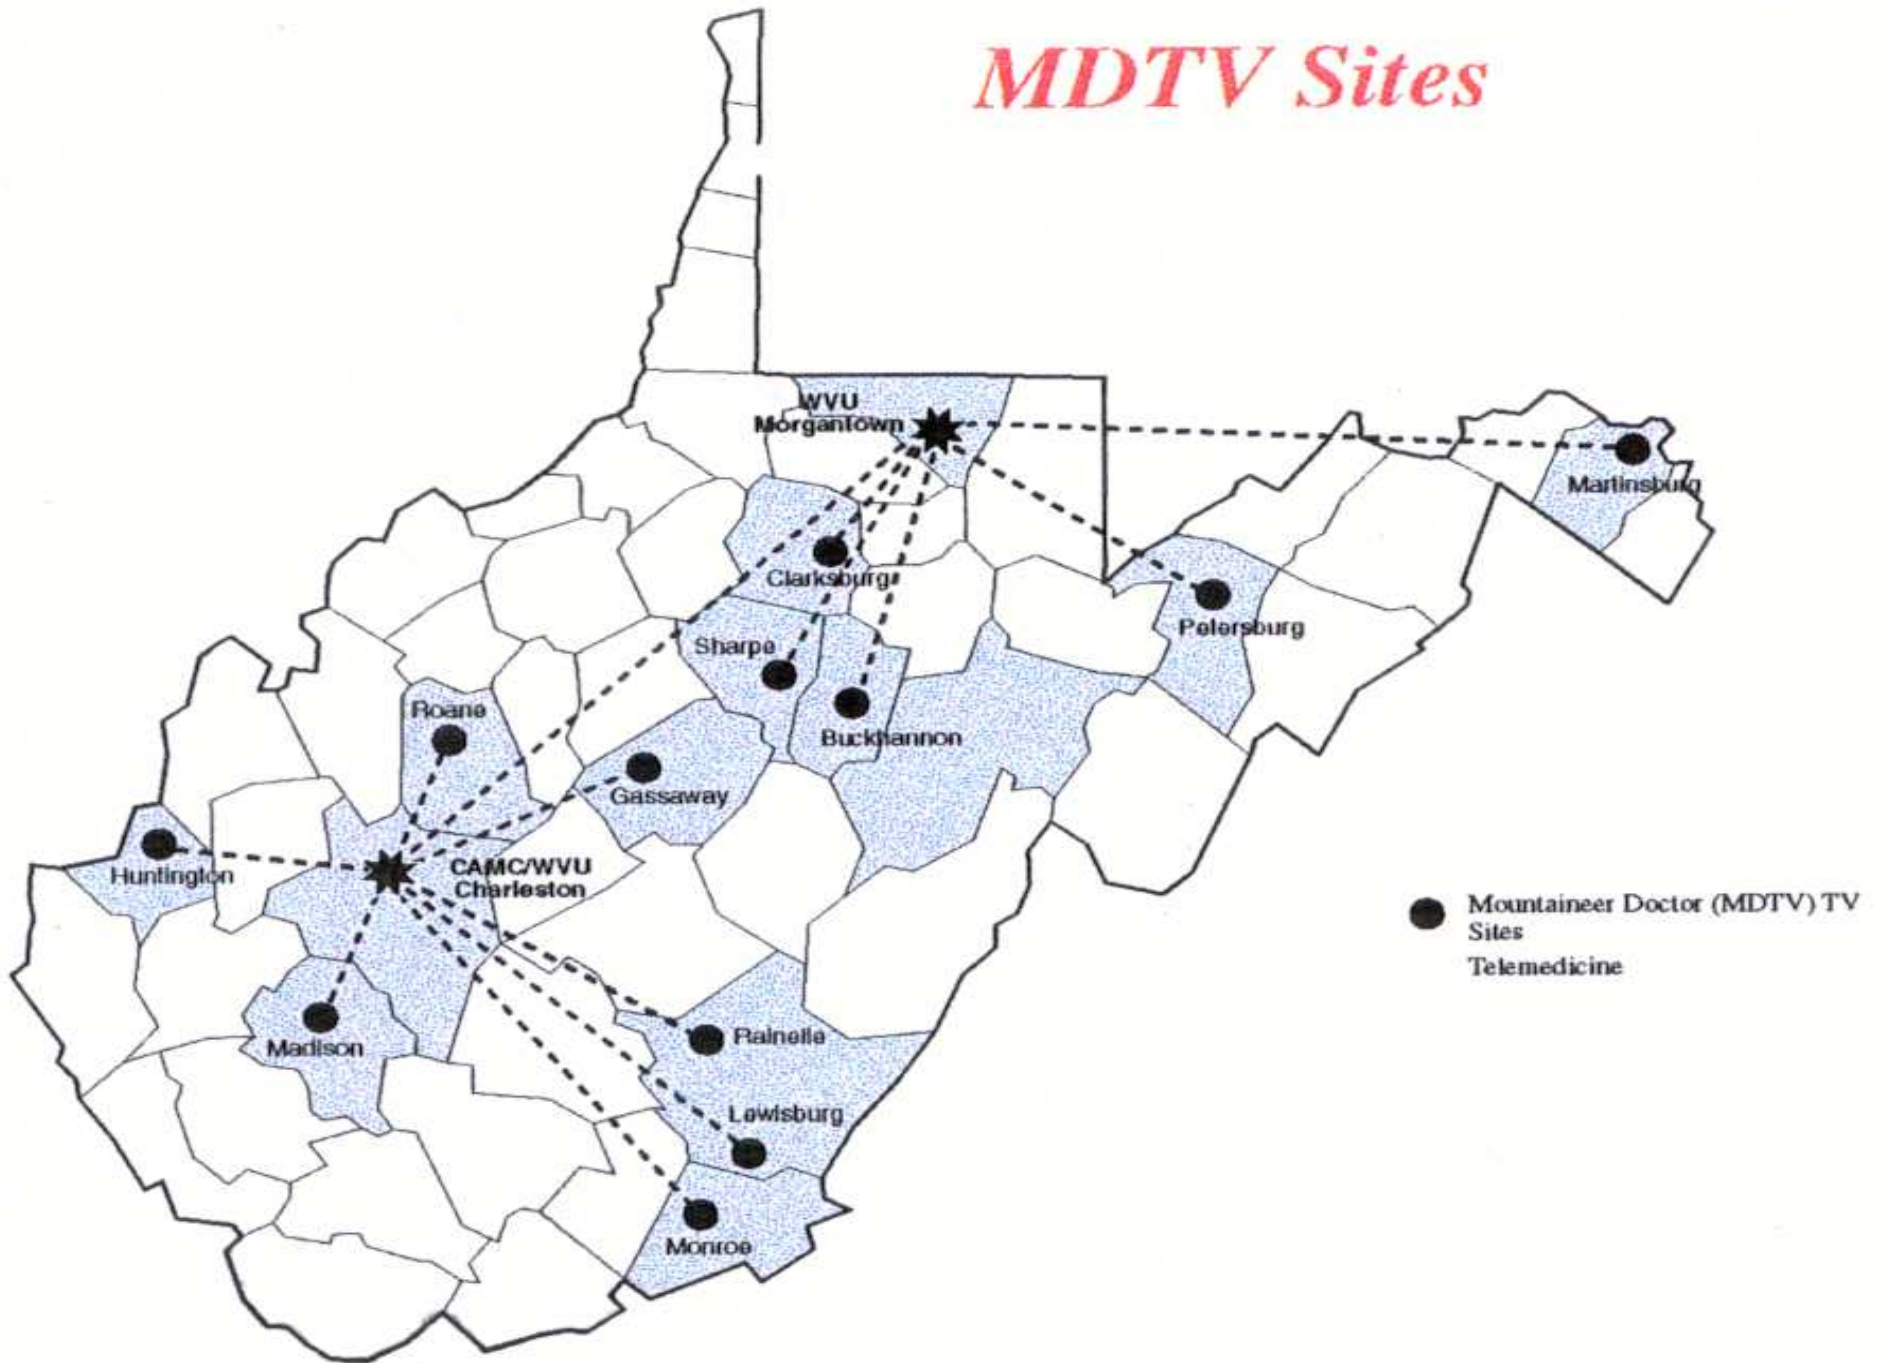 MDTV Sites
WVU
Morgantown
Martinsburg
Clarksburg
Petersburg
Sharpe
Roane
Buckhannon
Gassaway
Huntington
CAMC/WVU
Charleston
Mountaineer Doctor (MDTV) TV
Sites
Telemedicine
Rainelle
Madison
Lewisburg
Monroe